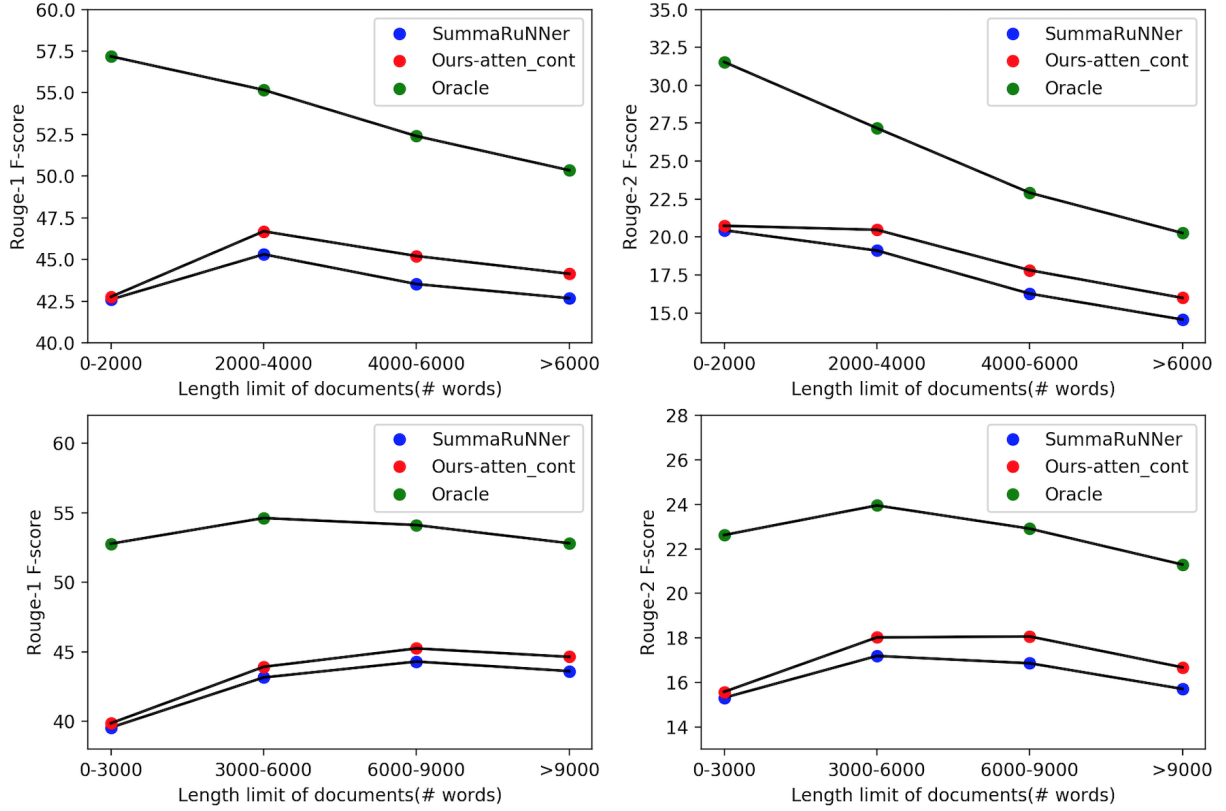 60.0
57.5
55.0
52.5
50.0
47.5
45.0
42.5
40.0
Rouge-1 F-score
SummaRuNNer
Ours-atten_cont
Oracle
0-2000 2000-4000 4000-6000 >6000
Length limit of documents(# words)
35.0
32.5
30.0
27.5
25.0
22.5
20.0
17.5
15.0
Rouge-2 F-score
SummaRuNNer
Ours-atten_cont
Oracle
0-2000 2000-4000 4000-6000 >6000
Length limit of documents(# words)
60
55
50
45
40
Rouge-1 F-score
SummaRuNNer
Ours-atten_cont
Oracle
0-3000 3000-6000 6000-9000 >9000
Length limit of documents(# words)
28
26
24
22
20
18
16
14
Rouge-2 F-score
SummaRuNNer
Ours-atten_cont
Oracle
0-3000 3000-6000 6000-9000 >9000
Length limit of documents(# words)